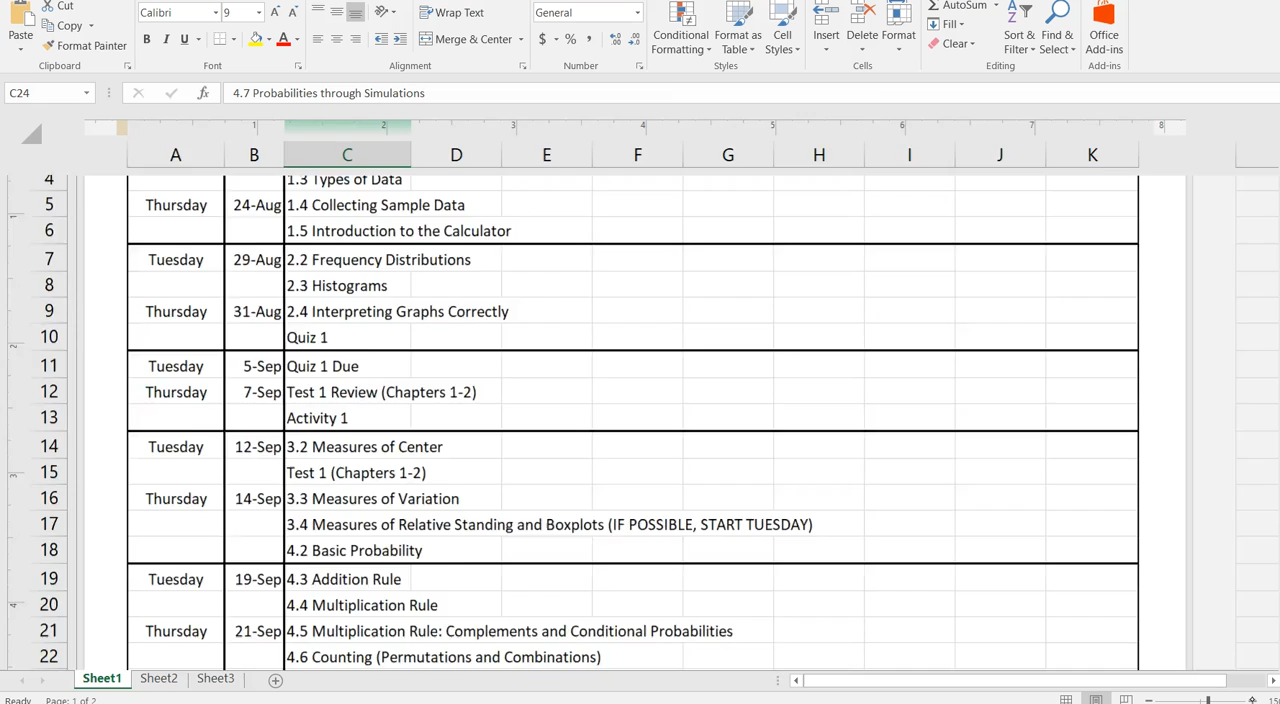 Cut AutoSum
Calibri 9 A A Wrap Text General
Paste Copy Fill
Format Painter B I U A Merge & Center $ % Conditional Formatting Format as Table Cell Styles Insert Delete Format Clear Sort & Filter Find & Select Office Add-ins
Clipboard Font Alignment Number Styles Cells Editing Add-ins
C24 fx 4.7 Probabilities through Simulations
1 2 3 4 5 6 7 8
A B C D E F G H I J K
4 1.3 Types of Data
5 Thursday 24-Aug 1.4 Collecting Sample Data
6 1.5 Introduction to the Calculator
7 Tuesday 29-Aug 2.2 Frequency Distributions
8 2.3 Histograms
9 Thursday 31-Aug 2.4 Interpreting Graphs Correctly
10 Quiz 1
11 Tuesday 5-Sep Quiz 1 Due
12 Thursday 7-Sep Test 1 Review (Chapters 1-2)
13 Activity 1
14 Tuesday 12-Sep 3.2 Measures of Center
15 Test 1 (Chapters 1-2)
16 Thursday 14-Sep 3.3 Measures of Variation
17 3.4 Measures of Relative Standing and Boxplots (IF POSSIBLE, START TUESDAY)
18 4.2 Basic Probability
19 Tuesday 19-Sep 4.3 Addition Rule
20 4.4 Multiplication Rule
21 Thursday 21-Sep 4.5 Multiplication Rule: Complements and Conditional Probabilities
22 4.6 Counting (Permutations and Combinations)
Sheet1 Sheet2 Sheet3
Ready Page: 1 of 2